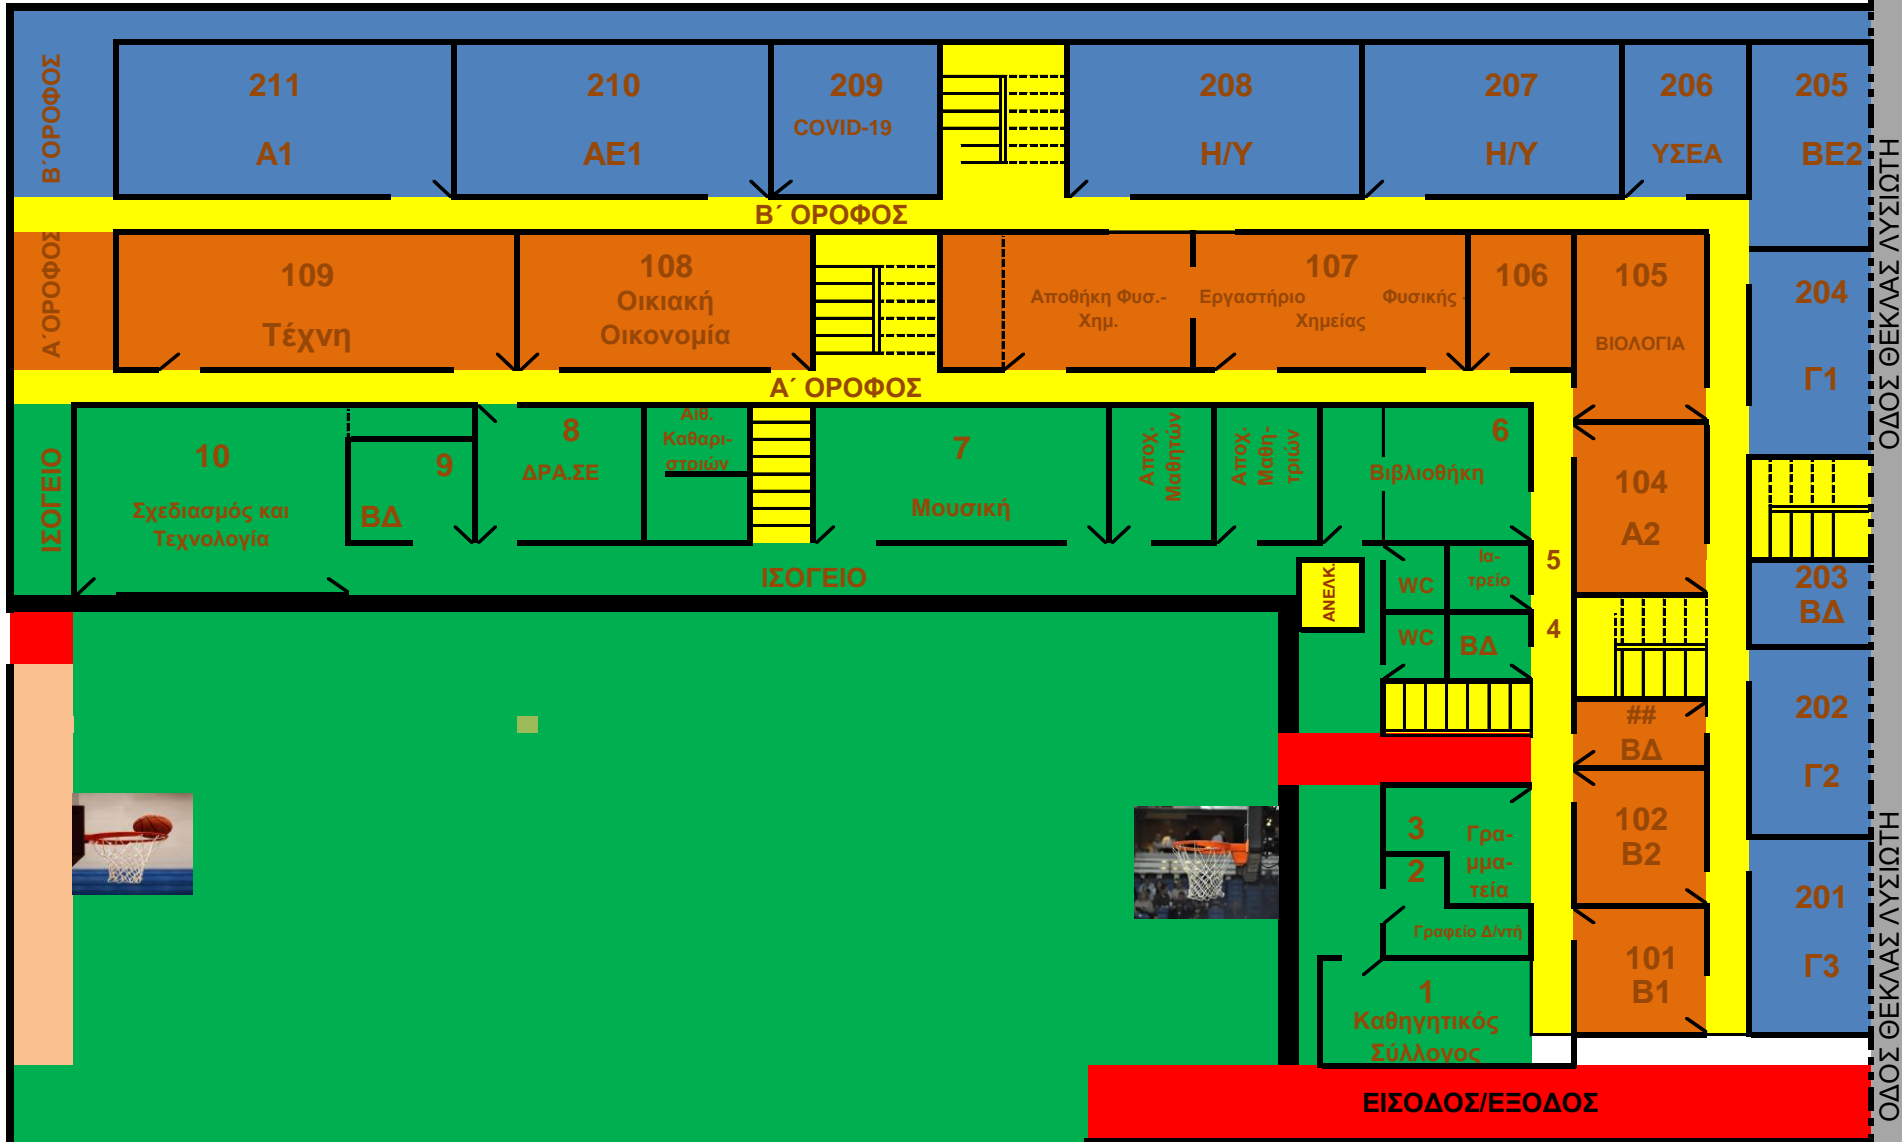 Β΄ΟΡΟΦΟΣ
211
Α1
210
ΑΕ1
209
COVID-19
208
Η/Υ
207
Η/Υ
206
ΥΣΕΑ
205
ΒΕ2
Β΄ ΟΡΟΦΟΣ
Α΄ΟΡΟΦΟΣ
109
Τέχνη
108
Οικιακή
Οικονομία
Αποθήκη Φυσ.-
Χημ.
107
Εργαστήριο Φυσικής -
Χημείας
106
105
ΒΙΟΛΟΓΙΑ
204
Γ1
Α΄ ΟΡΟΦΟΣ
ΙΣΟΓΕΙΟ
10
Σχεδιασμός και
Τεχνολογία
9
ΒΔ
8
ΔΡΑ.ΣΕ
Αίθ.
Καθαρι-
στριών
7
Μουσική
Αποχ.
Μαθητών
Αποχ.
Μαθη-
τριών
6
Βιβλιοθήκη
104
Α2
ΙΣΟΓΕΙΟ
ΑΝΕΛΚ.
WC
Ια-
τρείο
5
WC
ΒΔ
4
203
ΒΔ
##
ΒΔ
202
Γ2
102
Β2
3
Γρα-
μμα-
τεία
2
Γραφείο Δ/ντή
201
Γ3
101
Β1
1
Καθηγητικός
Σύλλογος
ΕΙΣΟΔΟΣ/ΕΞΟΔΟΣ
ΟΔΟΣ ΘΕΚΛΑΣ ΛΥΣΙΩΤΗ
ΟΔΟΣ ΘΕΚΛΑΣ ΛΥΣΙΩΤΗ